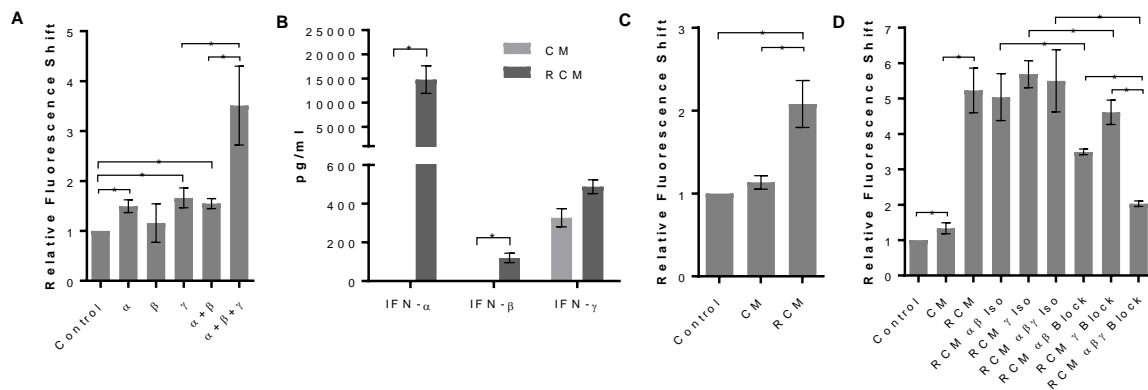 A
Relative Fluorescence Shift
5
4
3
2
1
0
*
*
*
*
*
Control
α
β
γ
α+β
α+β+γ
B
pg/ml
25000
20000
15000
10000
5000
600
400
200
0
CM
RCM
*
*
IFN-α
IFN-β
IFN-γ
C
Relative Fluorescence Shift
3
2
1
0
*
*
Control
CM
RCM
D
Relative Fluorescence Shift
7
6
5
4
3
2
1
0
*
*
*
*
*
*
*
Control
CM
RCM
RCM αβ Iso
RCM γ Iso
RCM αβγ Iso
RCM αβ Block
RCM γ Block
RCM αβγ Block